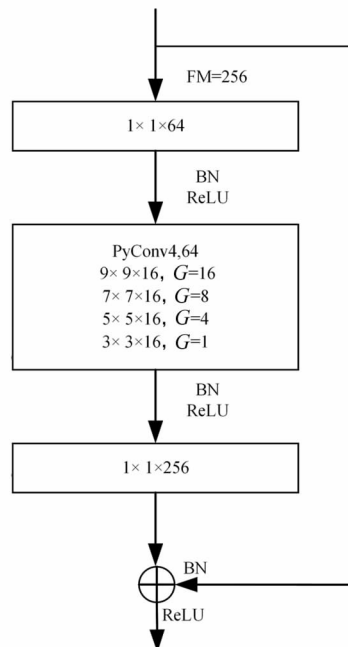 FM=256
1× 1×64
BN
ReLU
PyConv4,64
9× 9×16, G=16
7× 7×16, G=8
5× 5×16, G=4
3× 3×16, G=1
BN
ReLU
1× 1×256
BN
ReLU